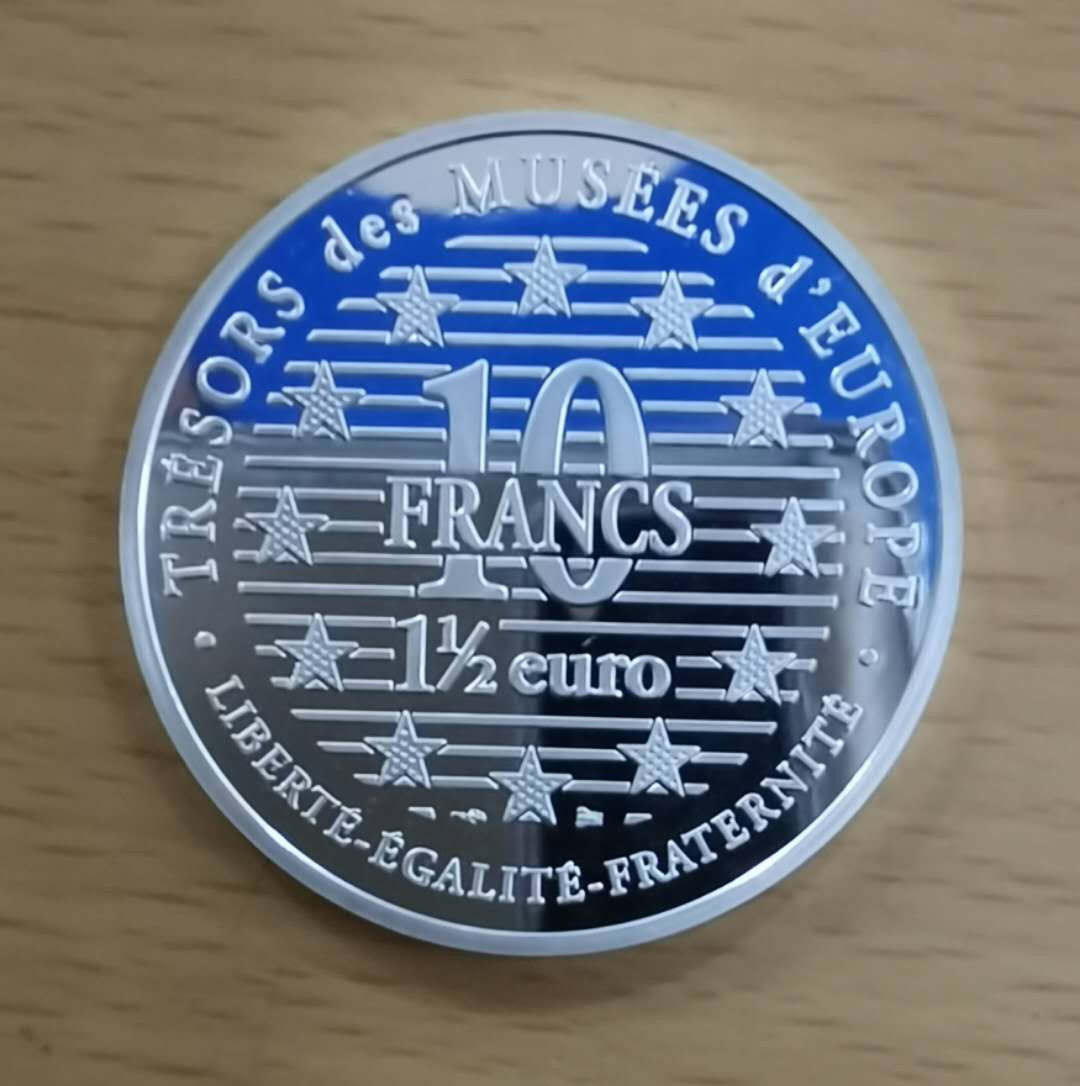 TRÉSORS des MUSÉES d'EUROPE
10
FRANCS
1½ euro
LIBERTÉ-ÉGALITÉ-FRATERNITÉ